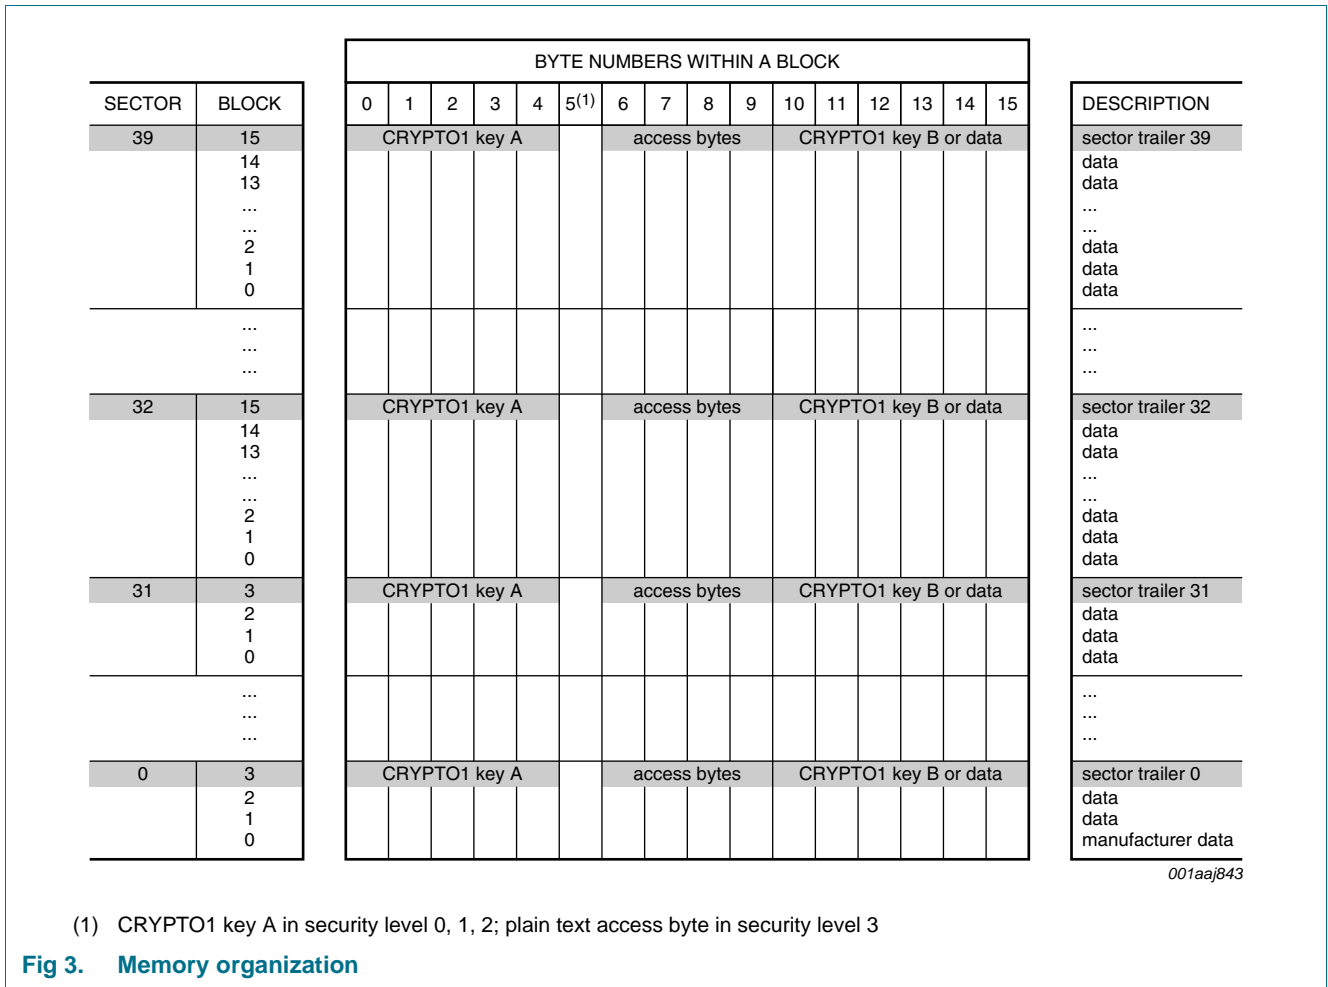 BYTE NUMBERS WITHIN A BLOCK
SECTOR BLOCK 0 1 2 3 4 5(1) 6 7 8 9 10 11 12 13 14 15 DESCRIPTION
39 15 CRYPTO1 key A access bytes CRYPTO1 key B or data sector trailer 39
14 data
13 data
... ...
... ...
2 data
1 data
0 data
... ...
... ...
... ...
32 15 CRYPTO1 key A access bytes CRYPTO1 key B or data sector trailer 32
14 data
13 data
... ...
... ...
2 data
1 data
0 data
31 3 CRYPTO1 key A access bytes CRYPTO1 key B or data sector trailer 31
2 data
1 data
0 data
... ...
... ...
... ...
0 3 CRYPTO1 key A access bytes CRYPTO1 key B or data sector trailer 0
2 data
1 data
0 manufacturer data
001aaj843
(1) CRYPTO1 key A in security level 0, 1, 2; plain text access byte in security level 3
Fig 3. Memory organization